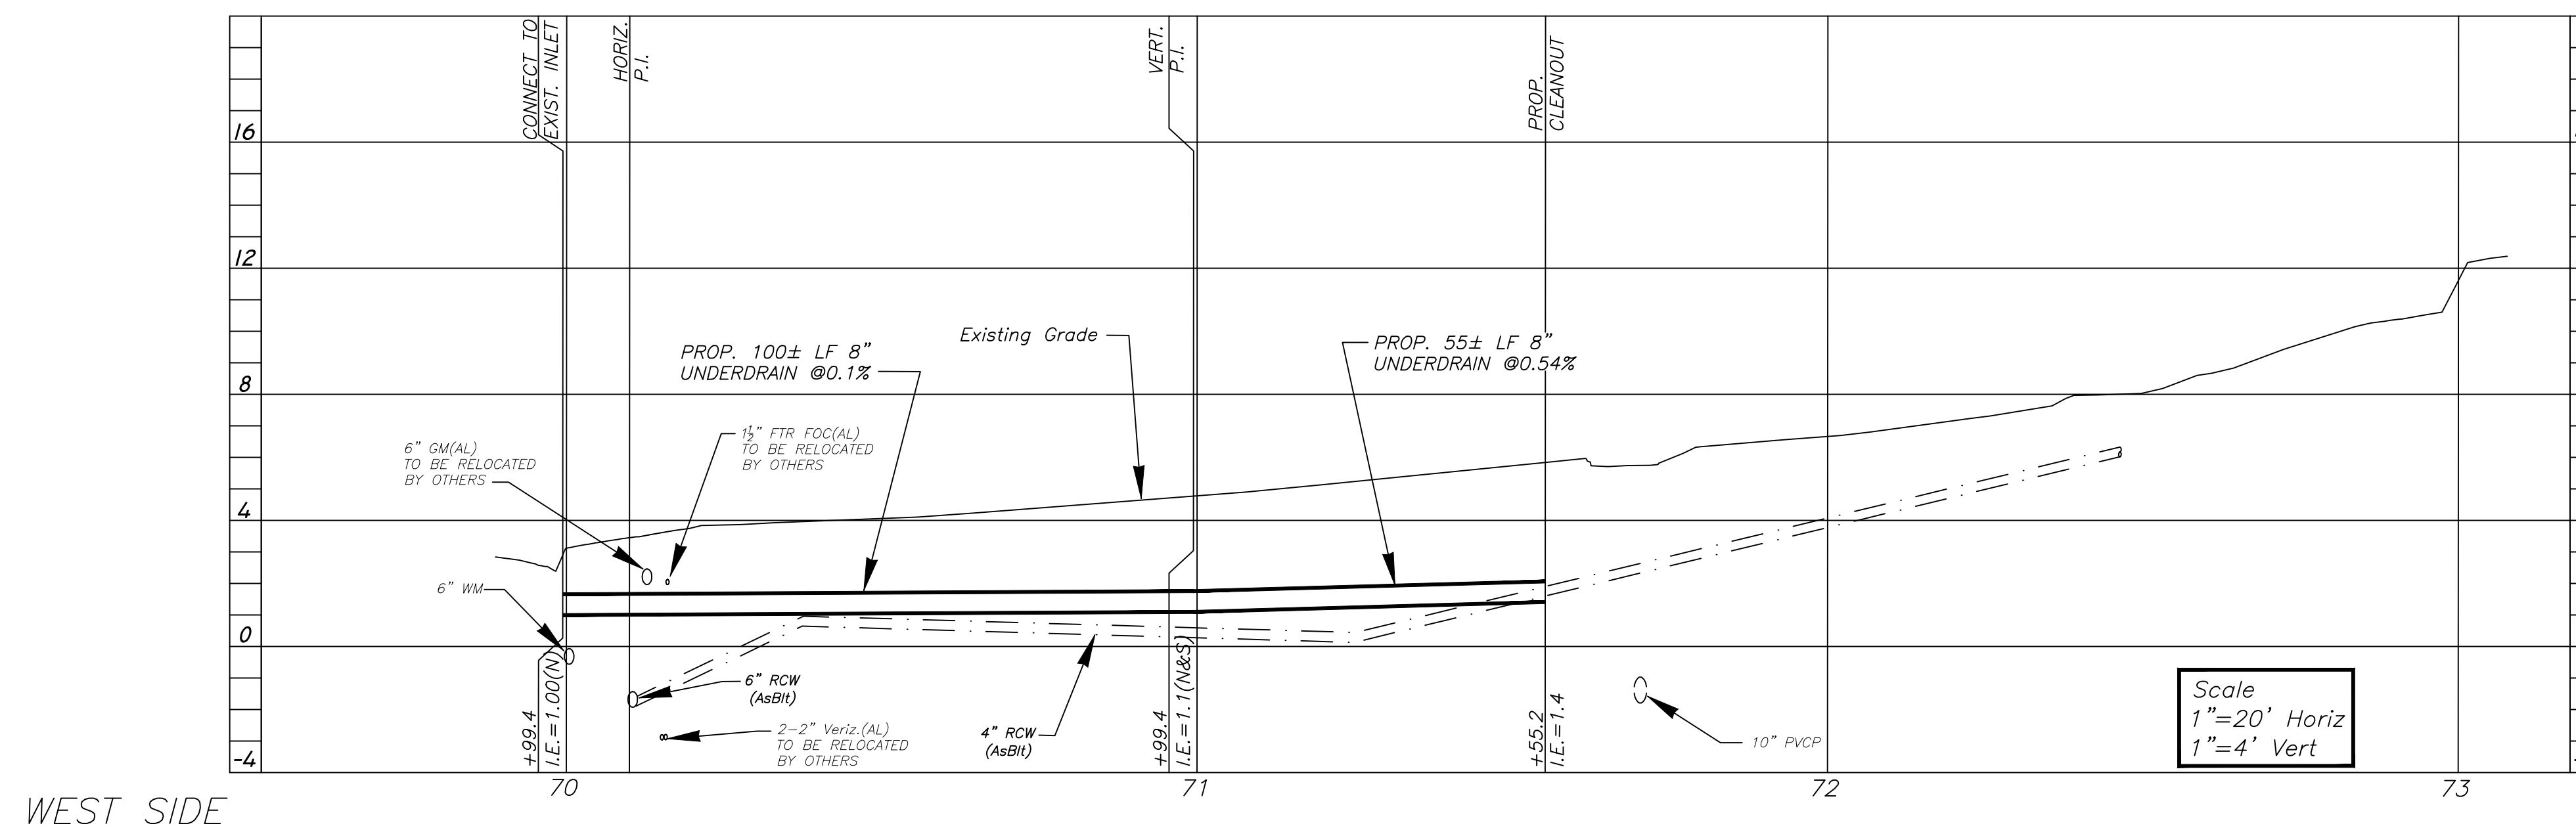 CONNECT TO
EXIST. INLET
HORIZ.
P.I.
VERT.
P.I.
PROP.
CLEANOUT
16
12
8
4
0
-4
PROP. 100± LF 8"
UNDERDRAIN @0.1%
Existing Grade
PROP. 55± LF 8"
UNDERDRAIN @0.54%
6" GM(AL)
TO BE RELOCATED
BY OTHERS
1½" FTR FOC(AL)
TO BE RELOCATED
BY OTHERS
6" WM
6" RCW
(AsBlt)
2-2" Veriz.(AL)
TO BE RELOCATED
BY OTHERS
4" RCW
(AsBlt)
10" PVCP
+99.4
I.E.=1.00(N)
+99.4
I.E.=1.1(N&S)
+55.2
I.E.=1.4
Scale
1"=20' Horiz
1"=4' Vert
70
71
72
73
WEST SIDE